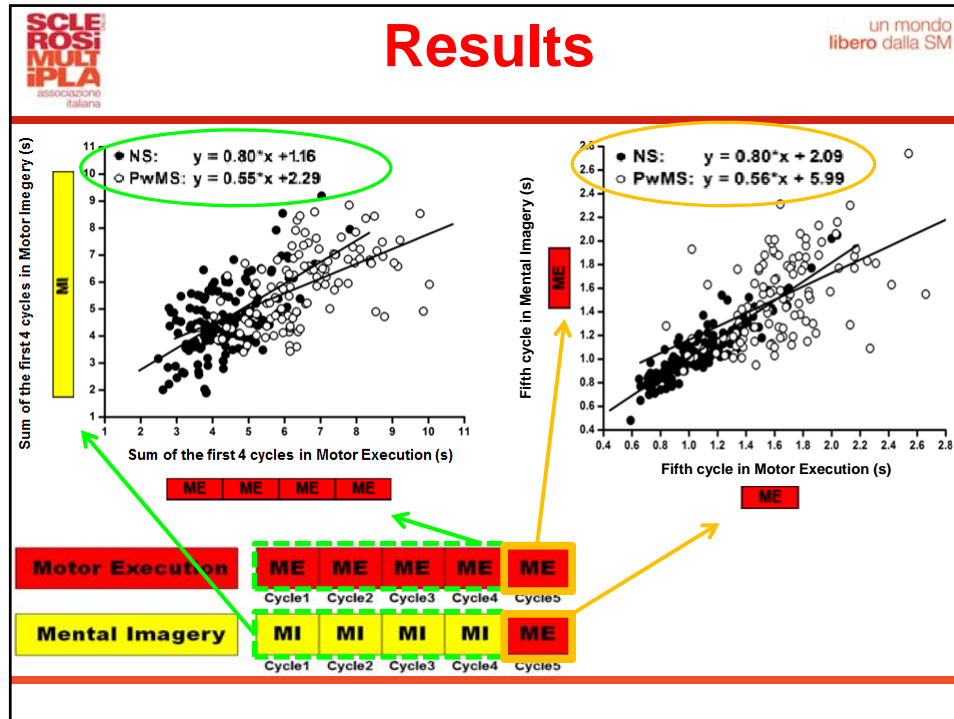 SCLE
ROSi
MULT
iPLA
associazione
italiana
Results
un mondo
libero dalla SM
Sum of the first 4 cycles in Motor Imegery (s)
MI
11
10
9
8
7
6
5
4
3
2
1
NS: y = 0.80*x +1.16
PwMS: y = 0.55*x +2.29
1 2 3 4 5 6 7 8 9 10 11
Sum of the first 4 cycles in Motor Execution (s)
ME ME ME ME
Fifth cycle in Mental Imagery (s)
ME
2.8
2.6
2.4
2.2
2.0
1.8
1.6
1.4
1.2
1.0
0.8
0.6
0.4
NS: y = 0.80*x + 2.09
PwMS: y = 0.56*x + 5.99
0.4 0.6 0.8 1.0 1.2 1.4 1.6 1.8 2.0 2.2 2.4 2.6 2.8
Fifth cycle in Motor Execution (s)
ME
Motor Execution ME ME ME ME ME
Cycle1 Cycle2 Cycle3 Cycle4 Cycle5
Mental Imagery MI MI MI MI ME
Cycle1 Cycle2 Cycle3 Cycle4 Cycle5